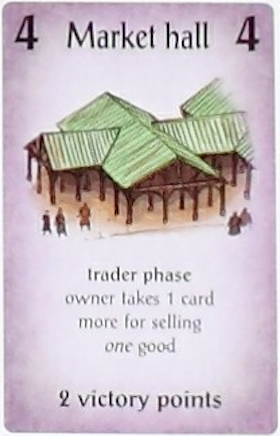 4 Market hall 4
trader phase
owner takes 1 card
more for selling
one good
2 victory points